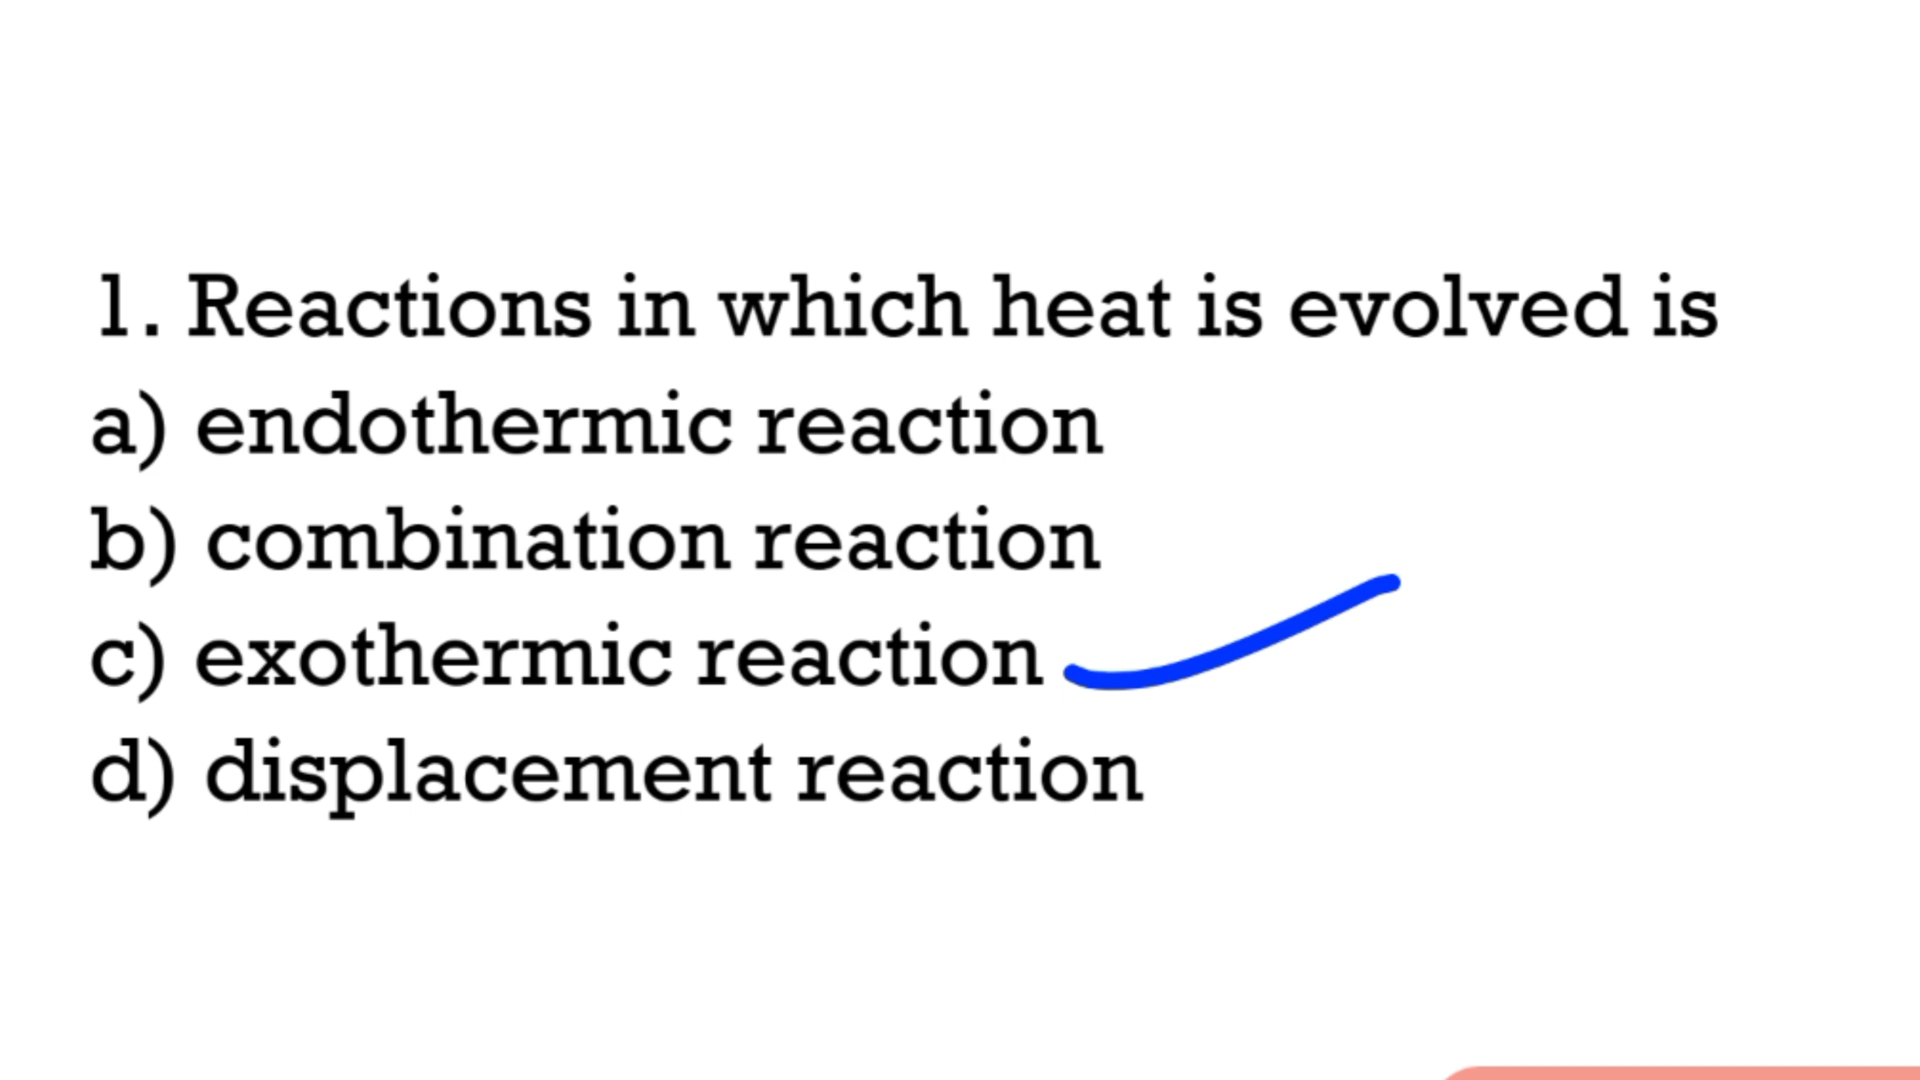 1. Reactions in which heat is evolved is
a) endothermic reaction
b) combination reaction
c) exothermic reaction
d) displacement reaction